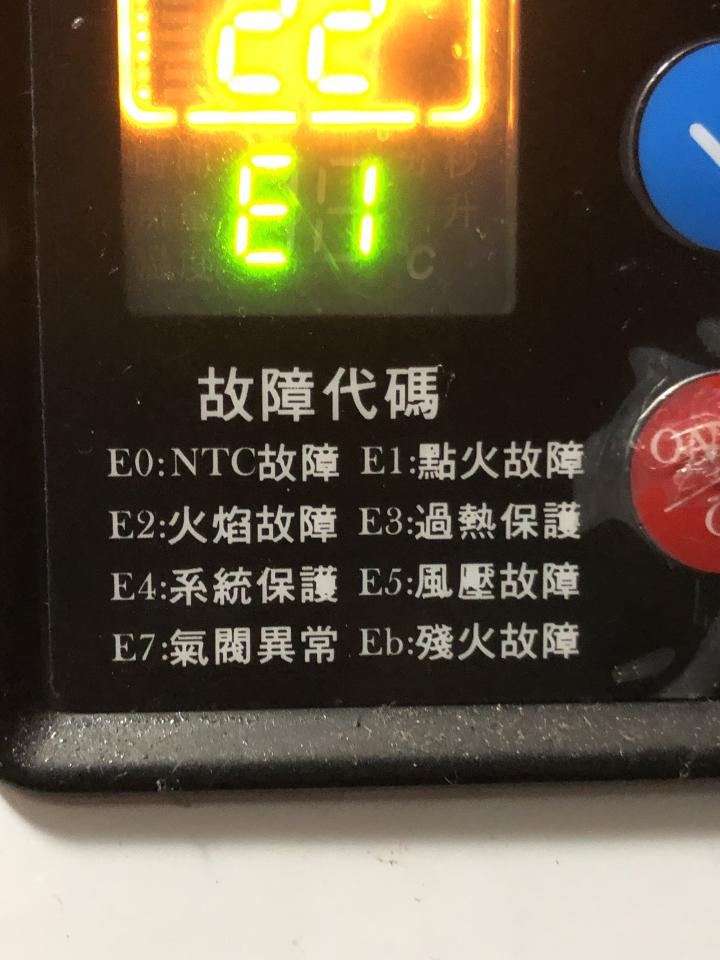 22
E1
℃
故障代碼
E0:NTC故障 E1:點火故障
E2:火焰故障 E3:過熱保護
E4:系統保護 E5:風壓故障
E7:氣閥異常 Eb:殘火故障
ON